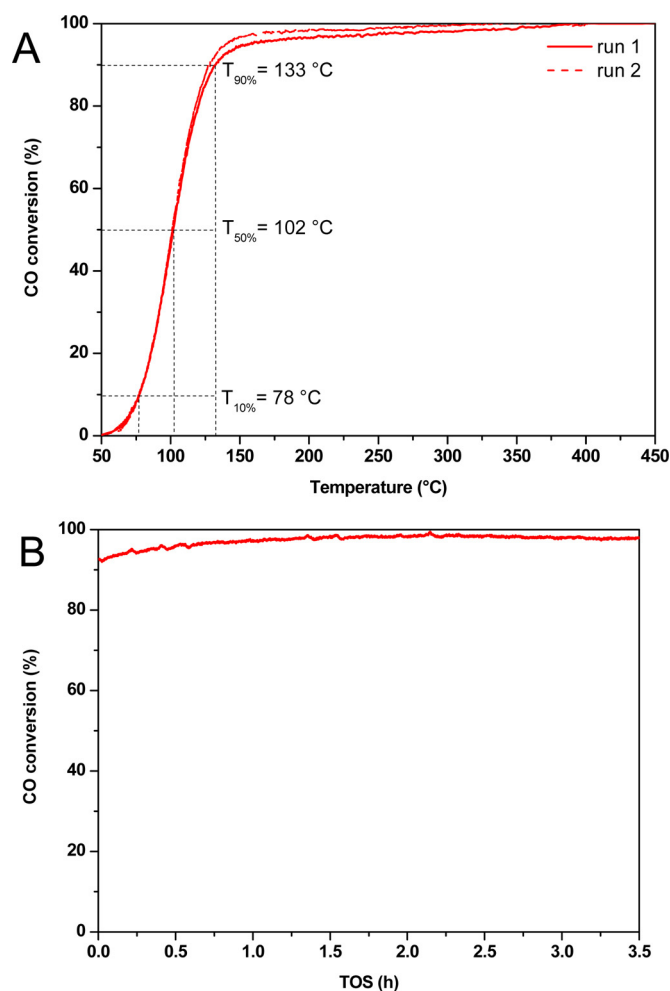 A
100
80
60
40
20
0
CO conversion (%)
run 1
run 2
T90%= 133 °C
T50%= 102 °C
T10%= 78 °C
50 100 150 200 250 300 350 400 450
Temperature (°C)
B
100
80
60
40
20
0
CO conversion (%)
0.0 0.5 1.0 1.5 2.0 2.5 3.0 3.5
TOS (h)